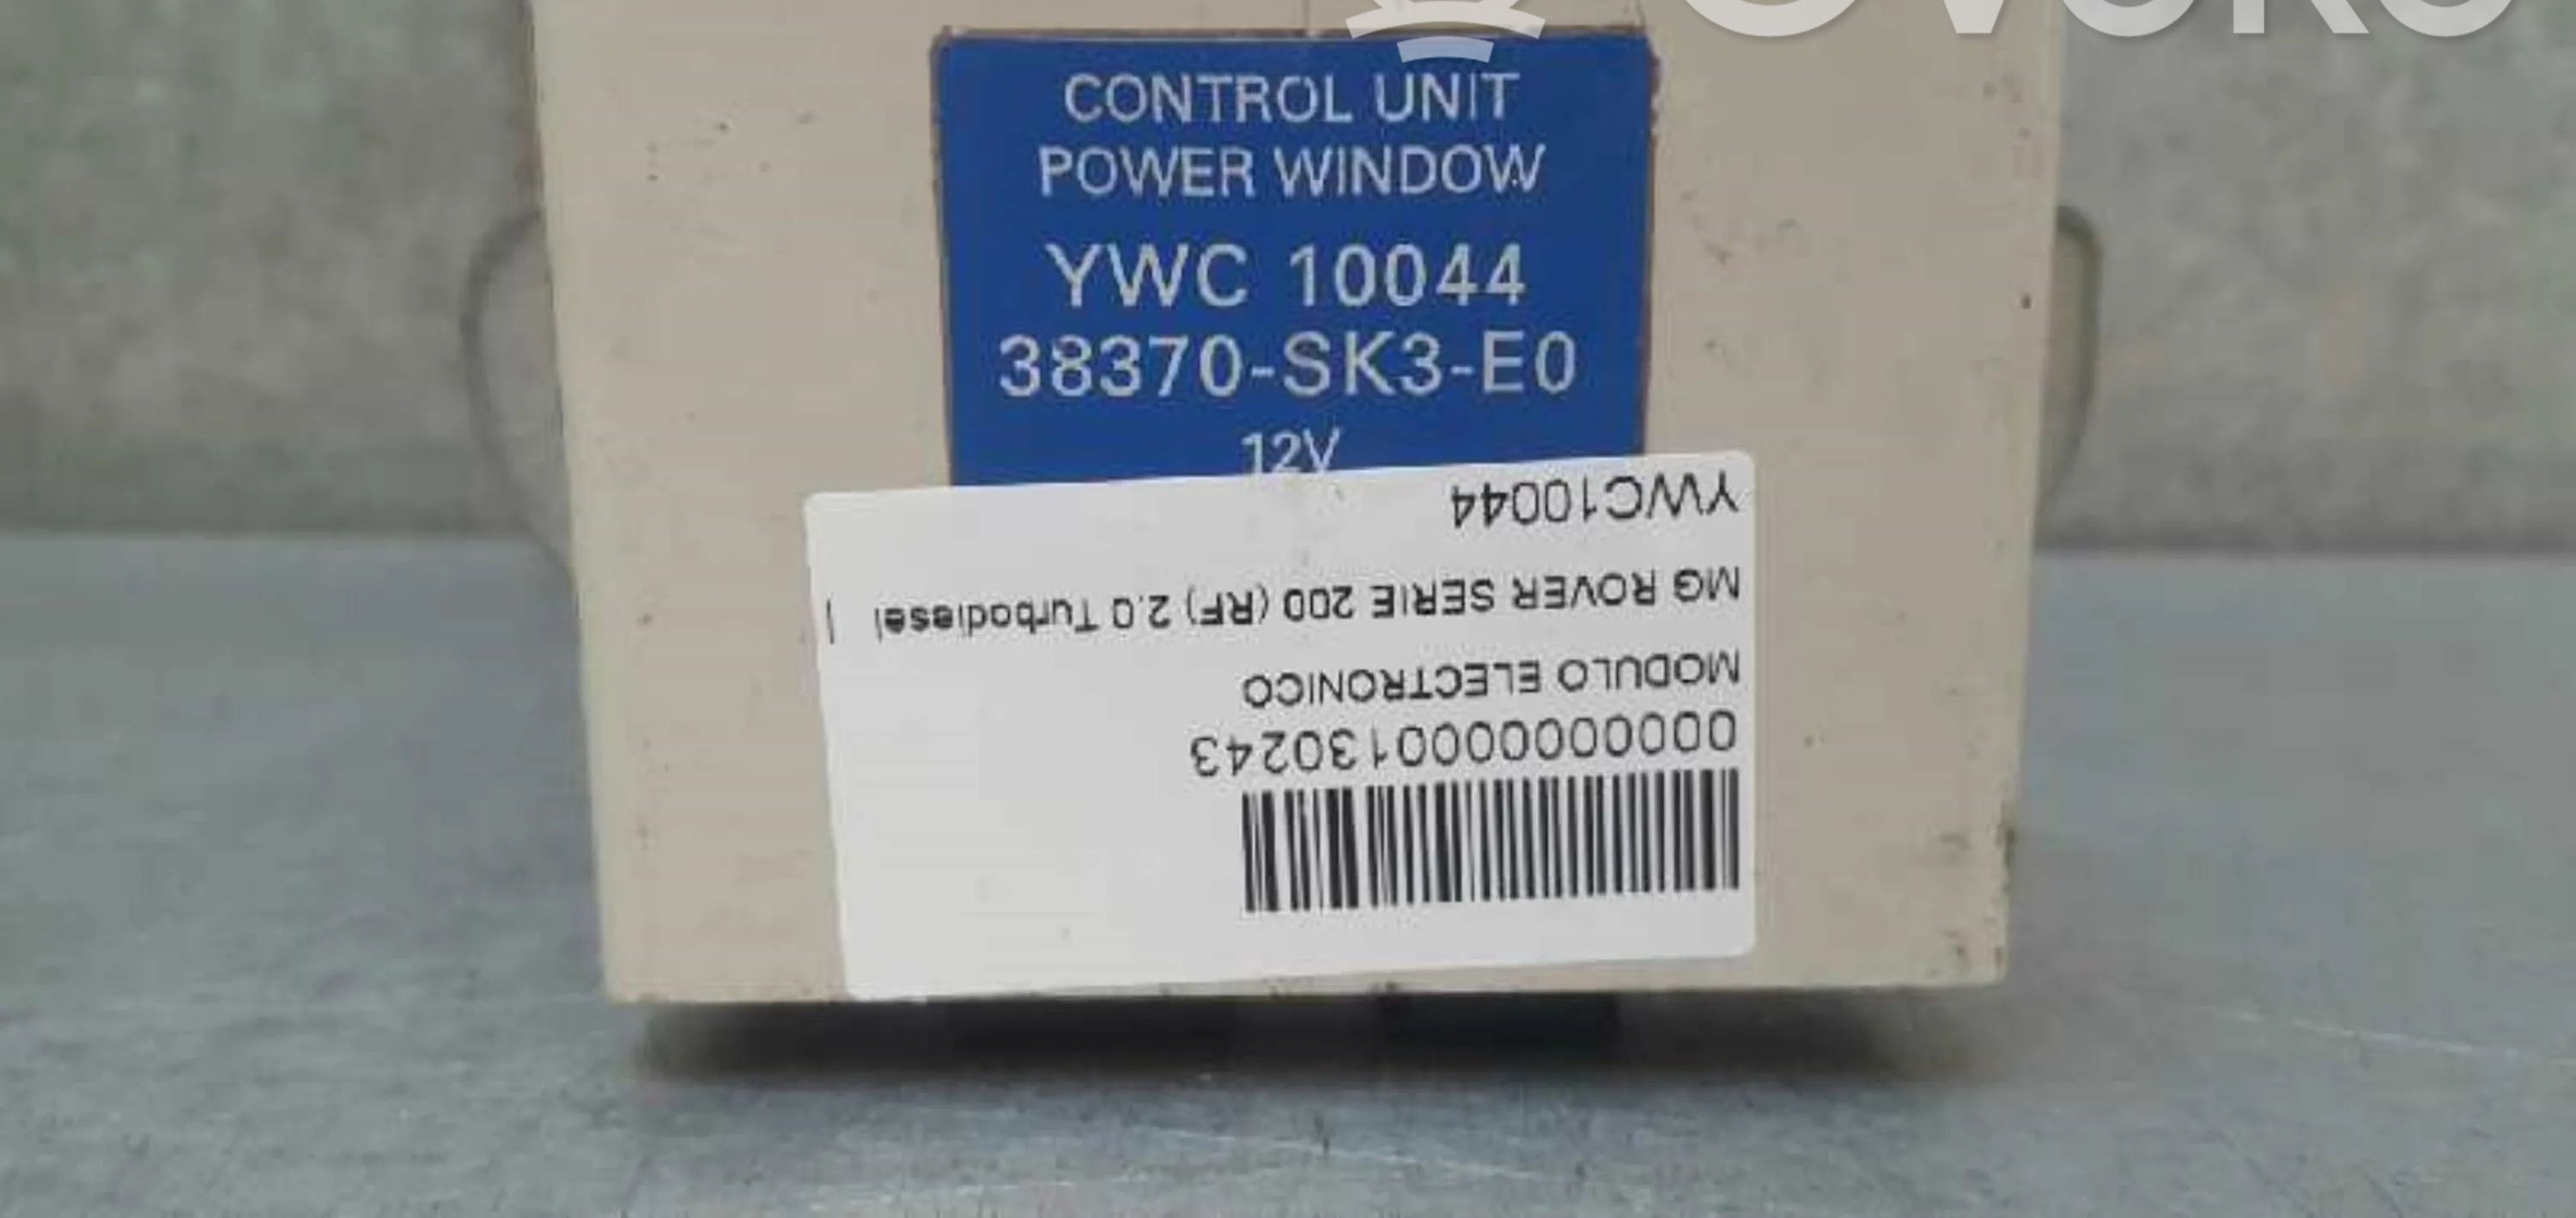 CONTROL UNIT
POWER WINDOW
YWC 10044
38370-SK3-E0
12V
YWC10044
MG ROVER SERIE 200 (RF) 2.0 Turbodiesel |
MODULO ELECTRONICO
0000000000130243